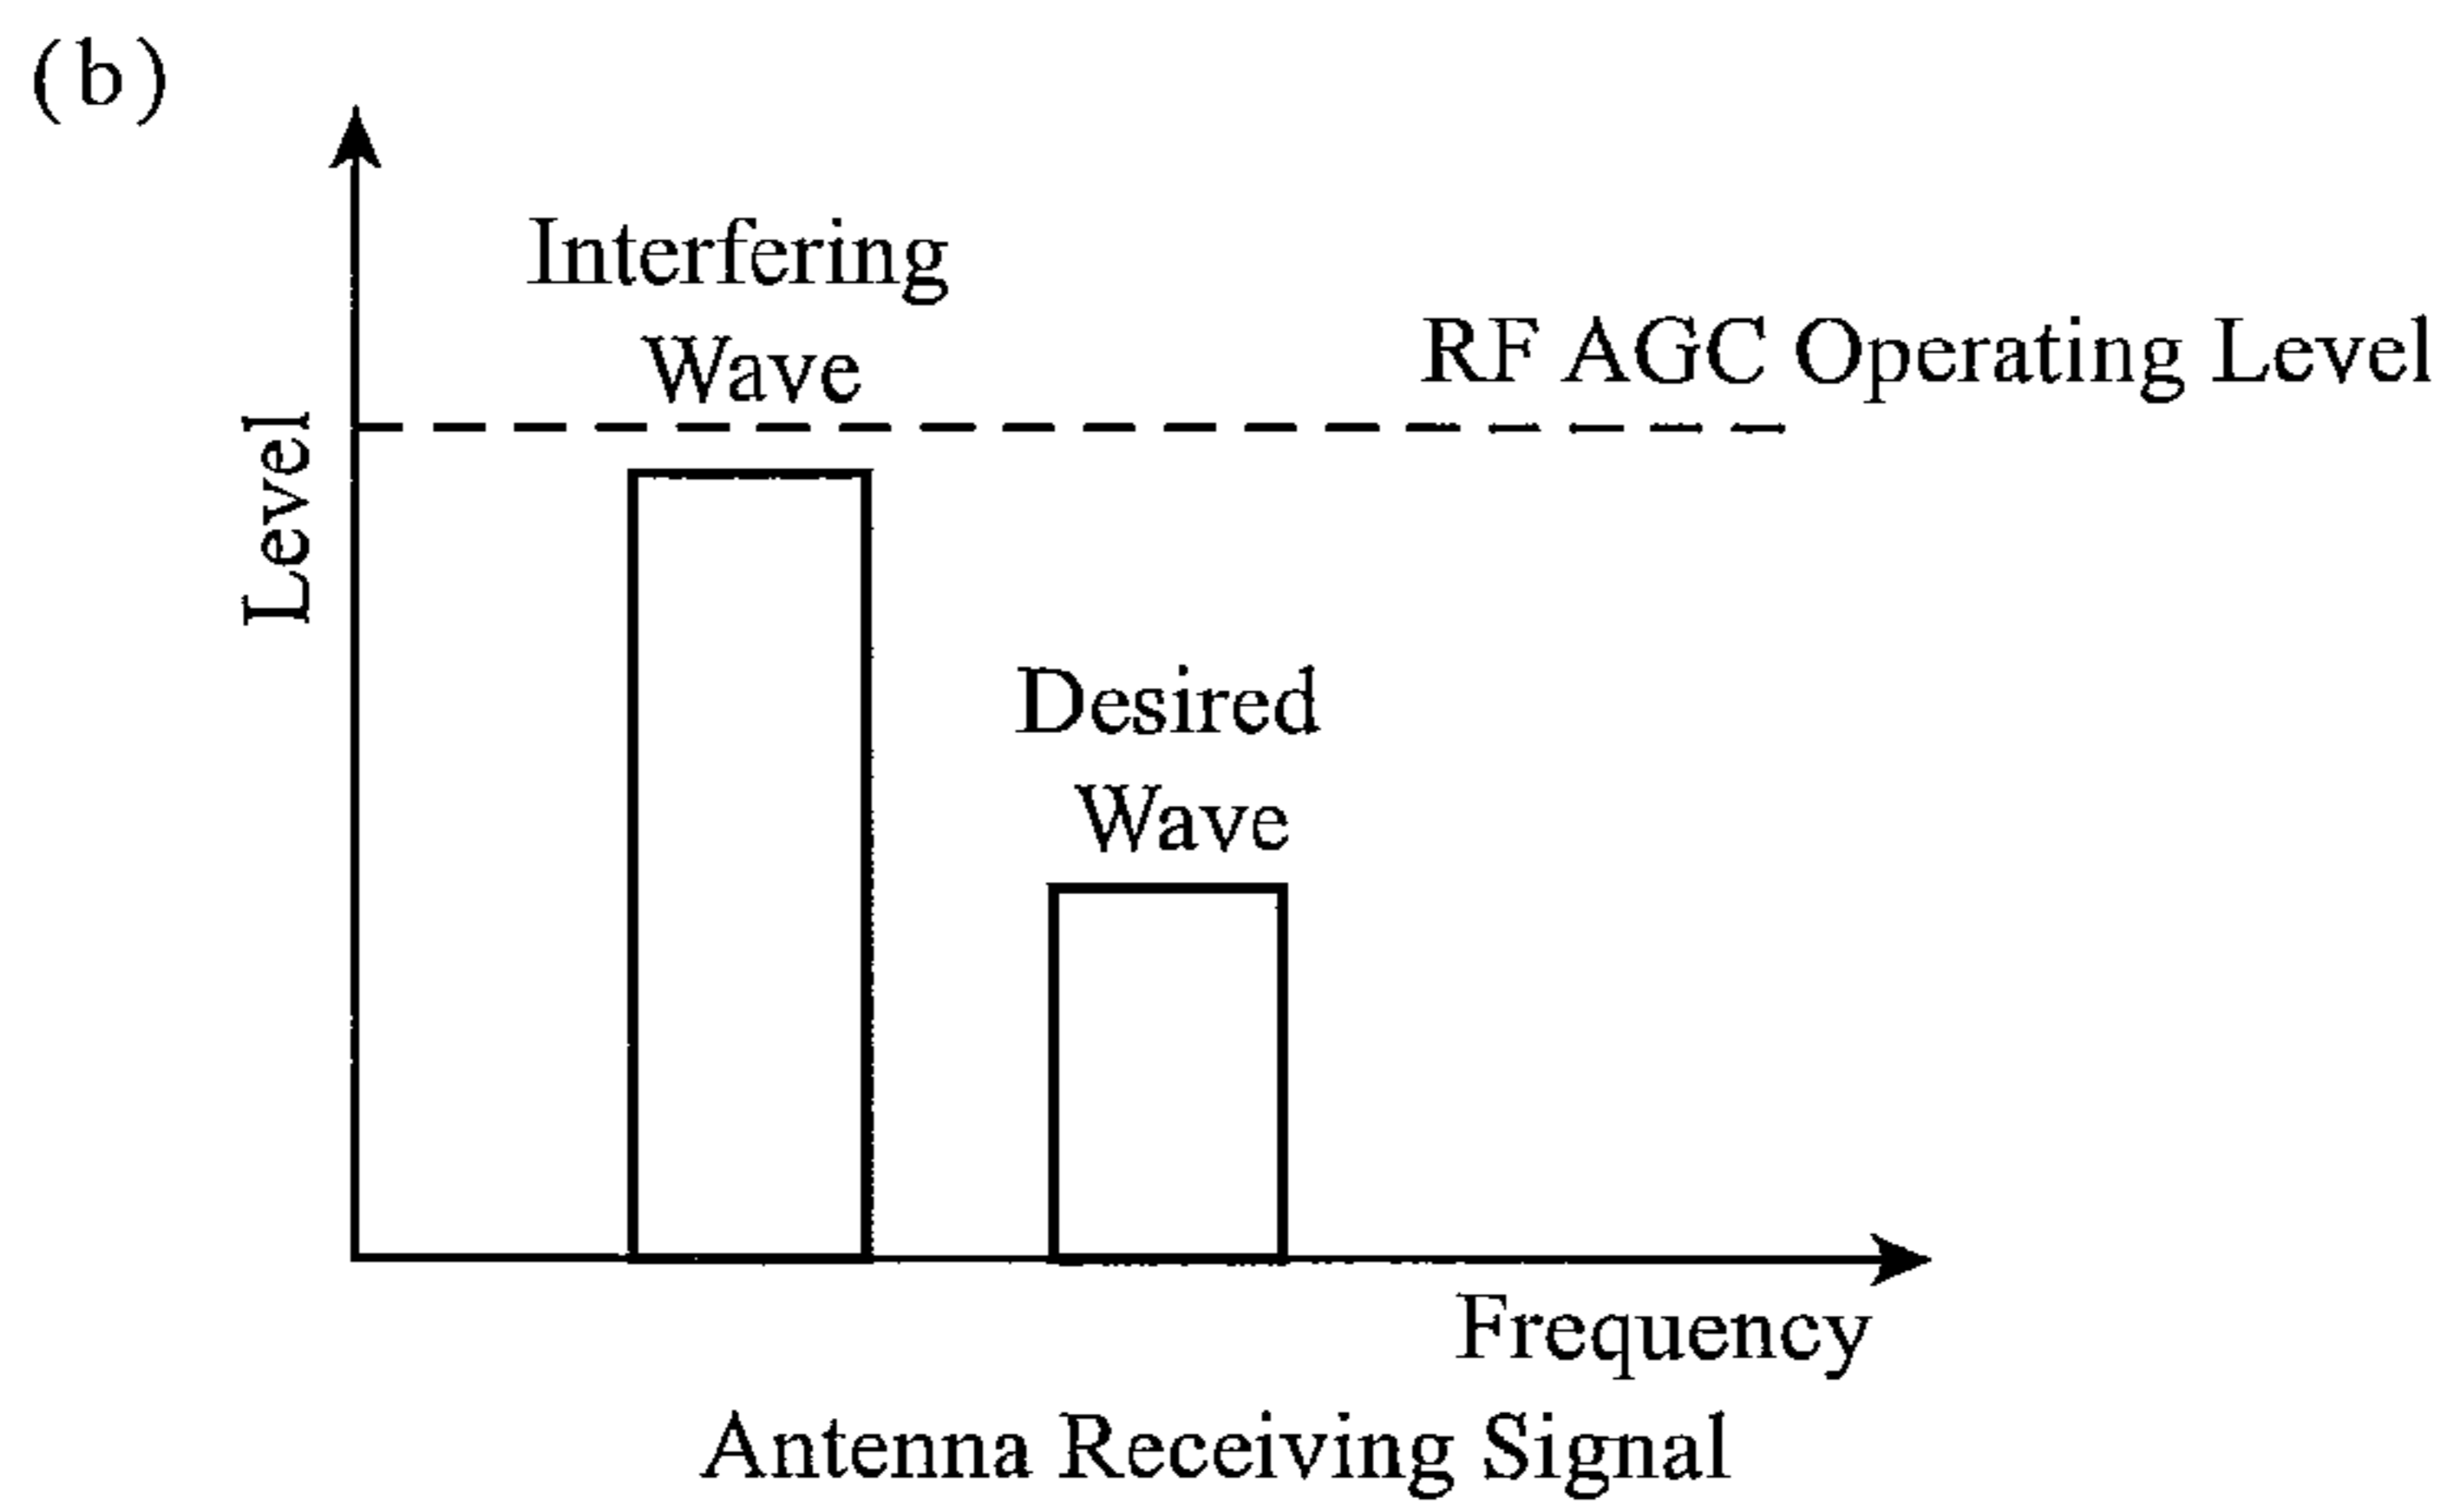 (b)
Interfering
Wave
RF AGC Operating Level
Level
Desired
Wave
Frequency
Antenna Receiving Signal